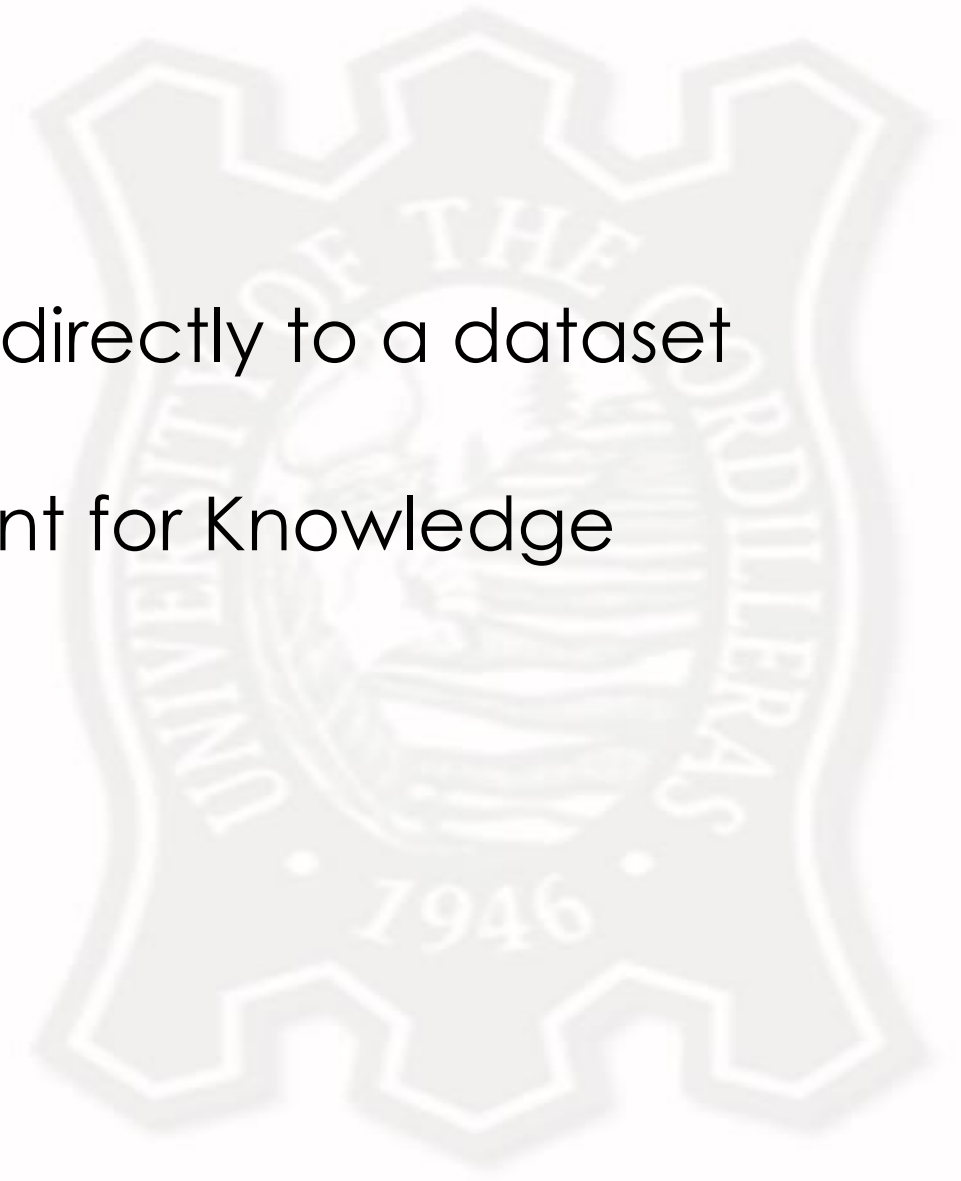 directly to a dataset
nt for Knowledge
UNIVERSITY OF THE CORDILLERAS
1946